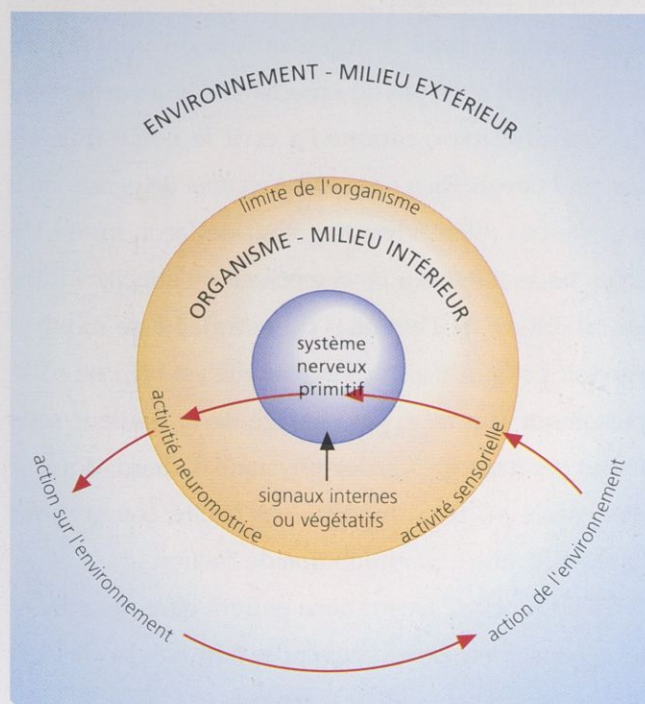 ENVIRONNEMENT - MILIEU EXTÉRIEUR
limite de l'organisme
ORGANISME - MILIEU INTÉRIEUR
système
nerveux
primitif
activitié neuromotrice
activité sensorielle
signaux internes
ou végétatifs
action sur l'environnement
action de l'environnement